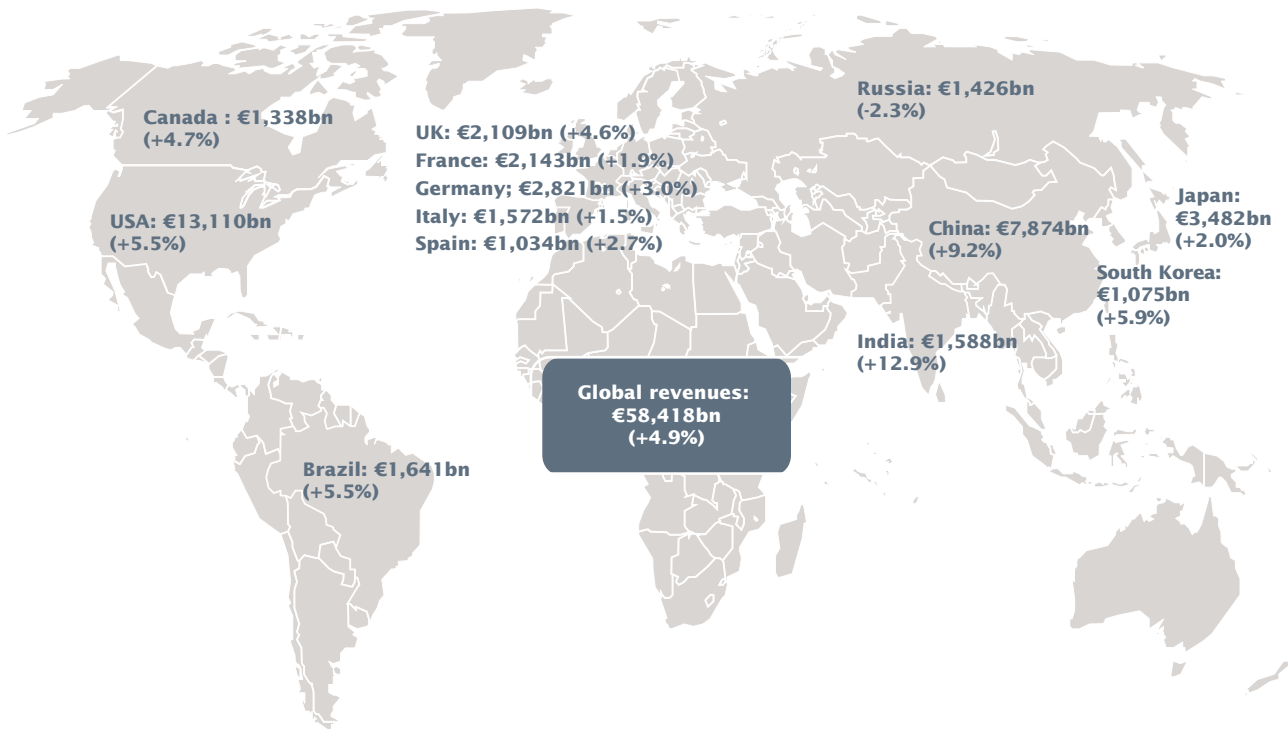 Canada : €1,338bn
(+4.7%)
USA: €13,110bn
(+5.5%)
UK: €2,109bn (+4.6%)
France: €2,143bn (+1.9%)
Germany; €2,821bn (+3.0%)
Italy: €1,572bn (+1.5%)
Spain: €1,034bn (+2.7%)
Russia: €1,426bn
(-2.3%)
Japan:
€3,482bn
(+2.0%)
China: €7,874bn
(+9.2%)
South Korea:
€1,075bn
(+5.9%)
India: €1,588bn
(+12.9%)
Global revenues:
€58,418bn
(+4.9%)
Brazil: €1,641bn
(+5.5%)